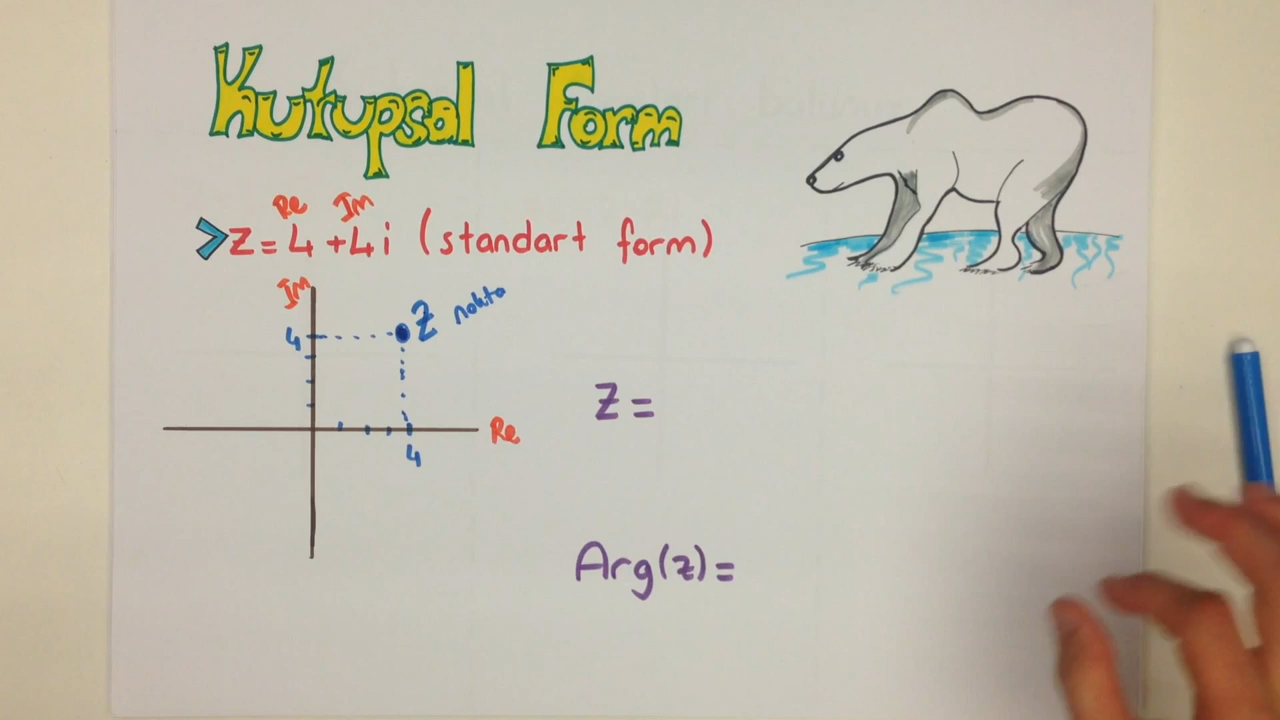 Kutupsal Form
Re Im
z = 4 + 4i (standart form)
Im
4
Z nokta
Re
4
Z =
Arg(z) =